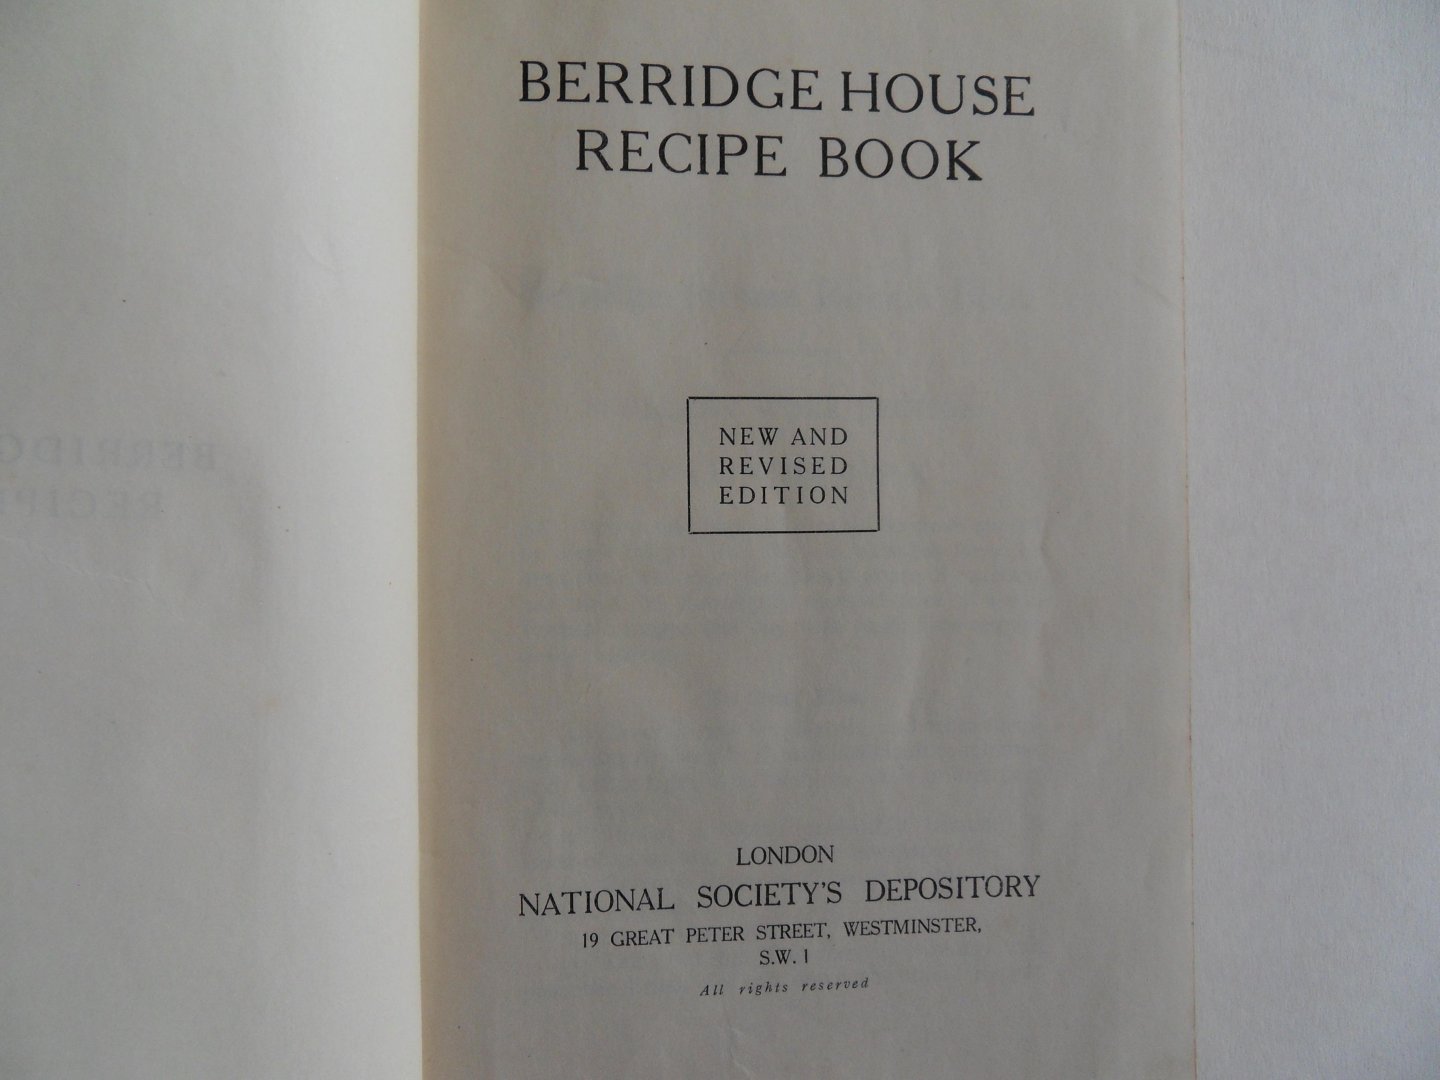 BERRIDGE HOUSE
RECIPE BOOK
NEW AND
REVISED
EDITION
LONDON
NATIONAL SOCIETY'S DEPOSITORY
19 GREAT PETER STREET, WESTMINSTER,
S.W. 1
All rights reserved